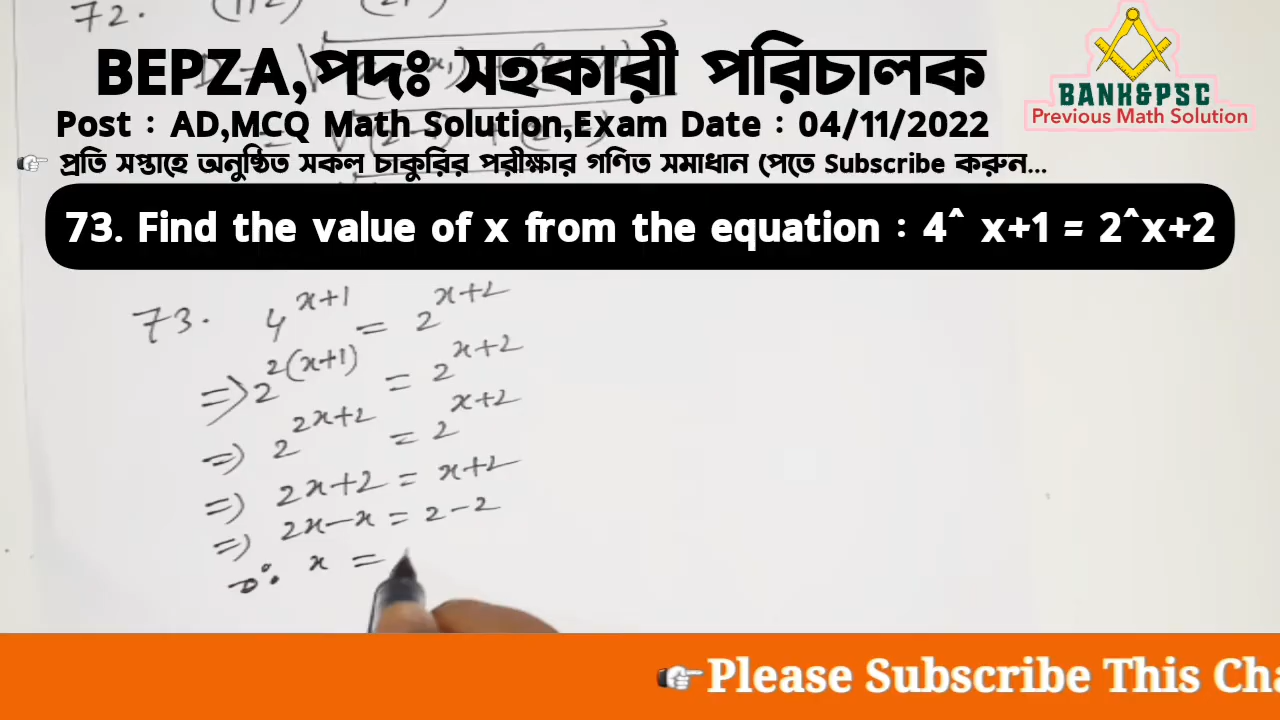 72.
BEPZA,পদঃ সহকারী পরিচালক
BANK&PSC
Previous Math Solution
Post : AD,MCQ Math Solution,Exam Date : 04/11/2022
প্রতি সপ্তাহে অনুষ্ঠিত সকল চাকুরির পরীক্ষার গণিত সমাধান পেতে Subscribe করুন...
73. Find the value of x from the equation : 4^ x+1 = 2^x+2
73. 4^{x+1} = 2^{x+2}
=> 2^{2(x+1)} = 2^{x+2}
=> 2^{2x+2} = 2^{x+2}
=> 2x+2 = x+2
=> 2x-x = 2-2
∴ x =
Please Subscribe This Cha